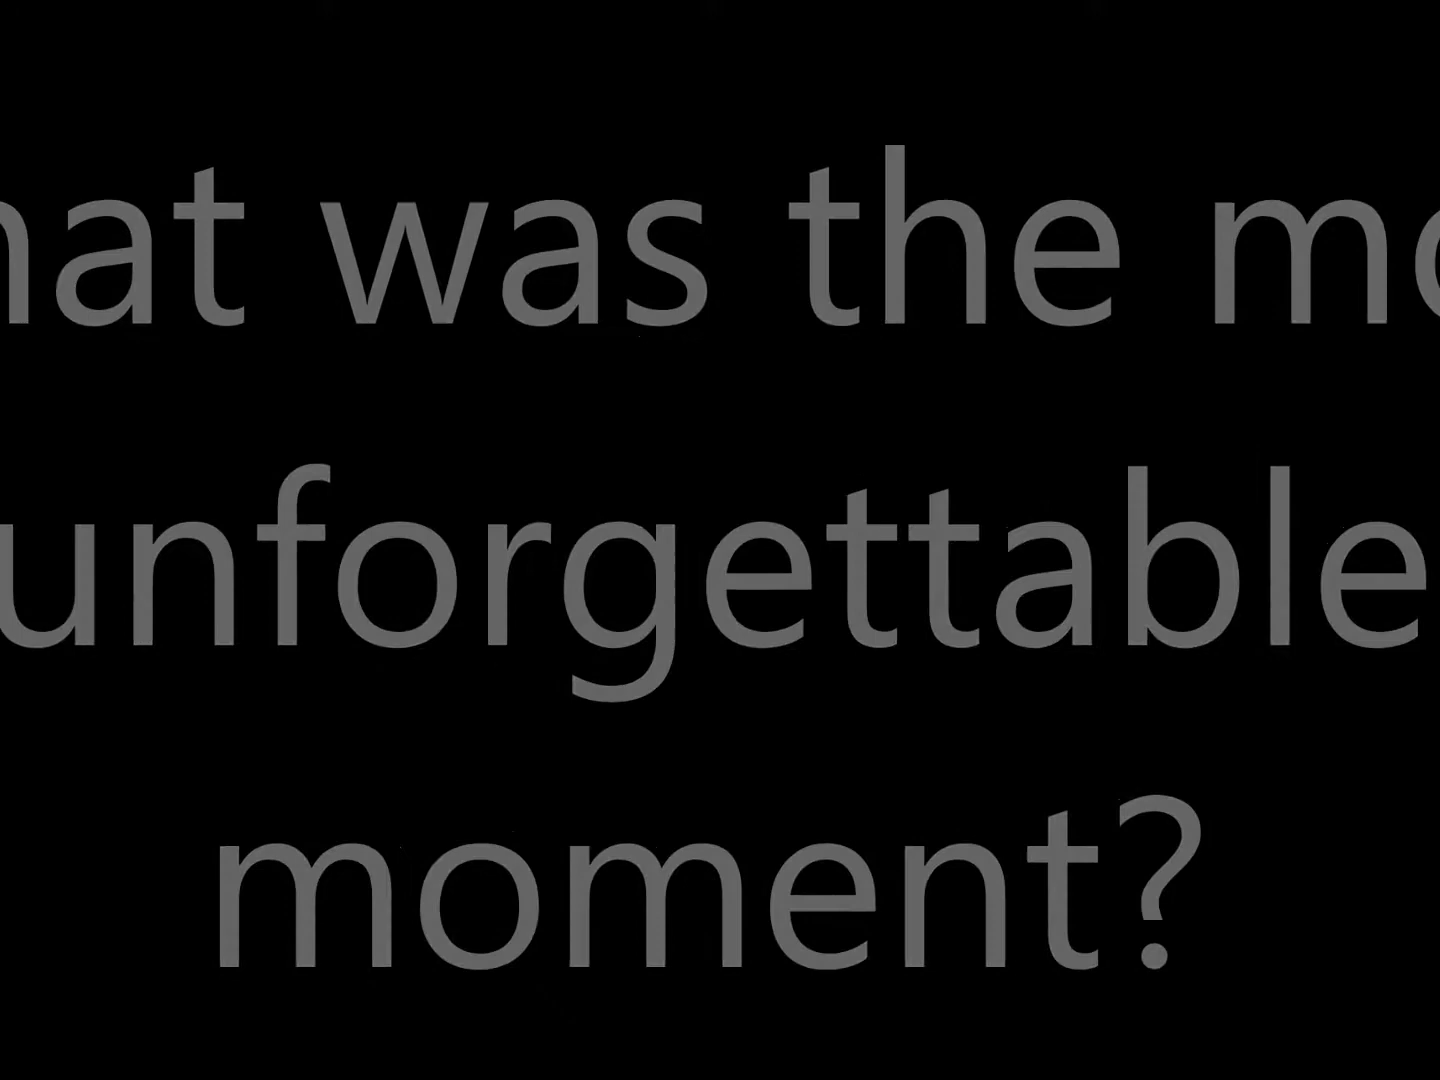 hat was the mo
unforgettable
moment?